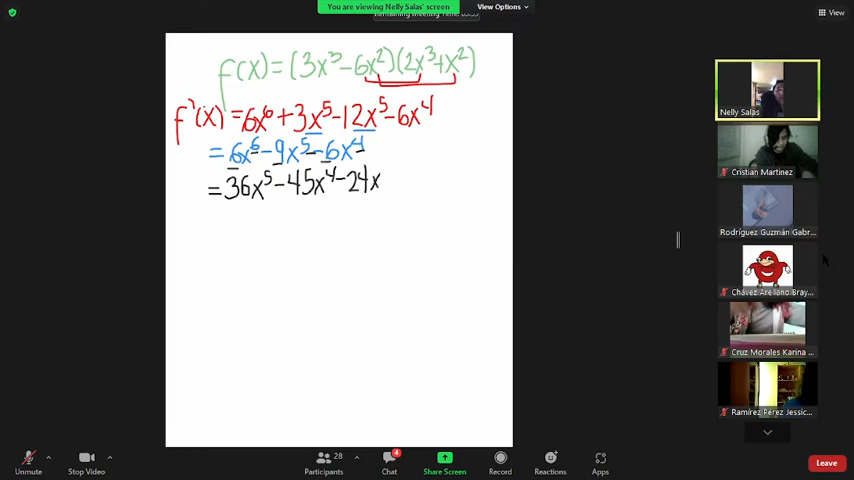 You are viewing Nelly Salas' screen
View Options
View
f(x) = (3x³ - 6x²)(2x³ + x²)
f'(x) = 6x⁶ + 3x⁵ - 12x⁵ - 6x⁴
= 6x⁶ - 9x⁵ - 6x⁴
= 36x⁵ - 45x⁴ - 24x
Nelly Salas
Cristian Martinez
Rodríguez Guzmán Gabr...
Chávez Arellano Bray...
Cruz Morales Karina ...
Ramírez Pérez Jessic...
Unmute
Stop Video
28
Participants
4
Chat
Share Screen
Record
Reactions
Apps
Leave